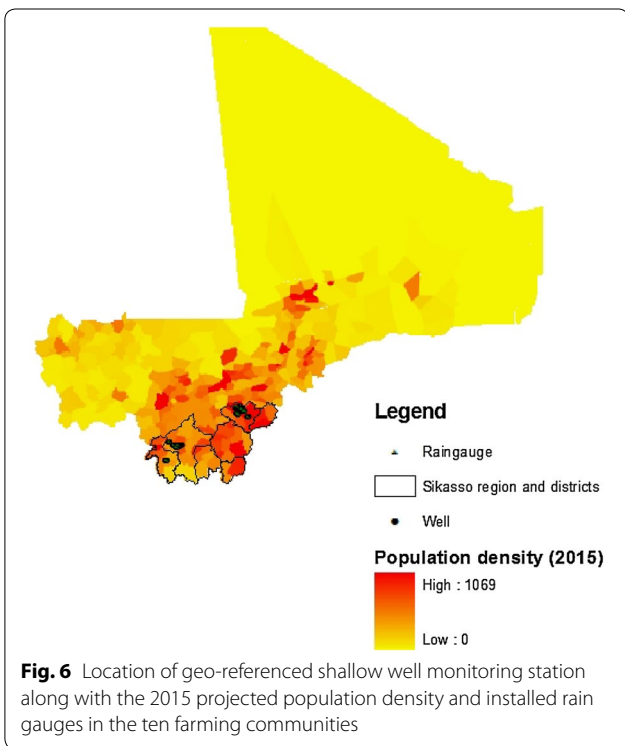 Legend
Raingauge
Sikasso region and districts
Well
Population density (2015)
High : 1069
Low : 0
Fig. 6 Location of geo-referenced shallow well monitoring station
along with the 2015 projected population density and installed rain
gauges in the ten farming communities